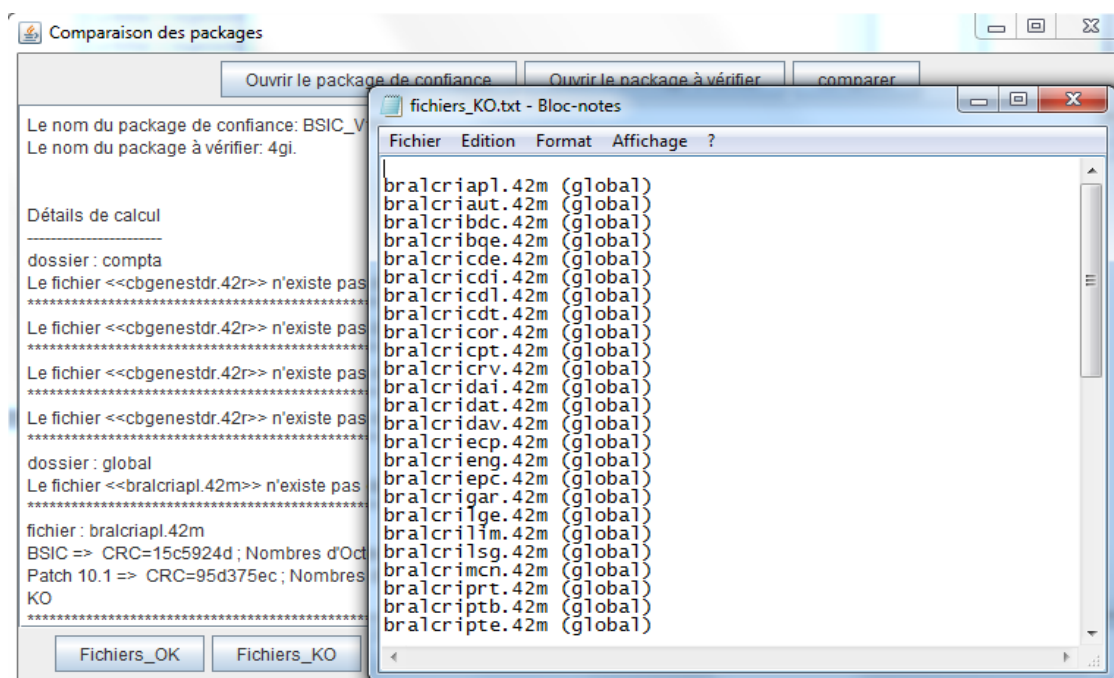 Comparaison des packages
Ouvrir le package de confiance
Ouvrir le package à vérifier
comparer
Le nom du package de confiance: BSIC_V
Le nom du package à vérifier: 4gi.
Détails de calcul
-----------------------
dossier : compta
Le fichier <<cbgenestdr.42r>> n'existe pas
**************************************************
Le fichier <<cbgenestdr.42r>> n'existe pas
**************************************************
Le fichier <<cbgenestdr.42r>> n'existe pas
**************************************************
Le fichier <<cbgenestdr.42r>> n'existe pas
**************************************************
dossier : global
Le fichier <<bralcriapl.42m>> n'existe pas
**************************************************
fichier : bralcriapl.42m
BSIC => CRC=15c5924d ; Nombres d'Oct
Patch 10.1 => CRC=95d375ec ; Nombres
KO
**************************************************
Fichiers_OK
Fichiers_KO
fichiers_KO.txt - Bloc-notes
Fichier Edition Format Affichage ?
bralcriapl.42m (global)
bralcriaut.42m (global)
bralcribdc.42m (global)
bralcribqe.42m (global)
bralcricde.42m (global)
bralcricdi.42m (global)
bralcricdl.42m (global)
bralcricdt.42m (global)
bralcricor.42m (global)
bralcricpt.42m (global)
bralcricrv.42m (global)
bralcridai.42m (global)
bralcridat.42m (global)
bralcridav.42m (global)
bralcriecp.42m (global)
bralcrieng.42m (global)
bralcriepc.42m (global)
bralcrigar.42m (global)
bralcrilge.42m (global)
bralcrilim.42m (global)
bralcrilsg.42m (global)
bralcrimcn.42m (global)
bralcriprt.42m (global)
bralcriptb.42m (global)
bralcripte.42m (global)